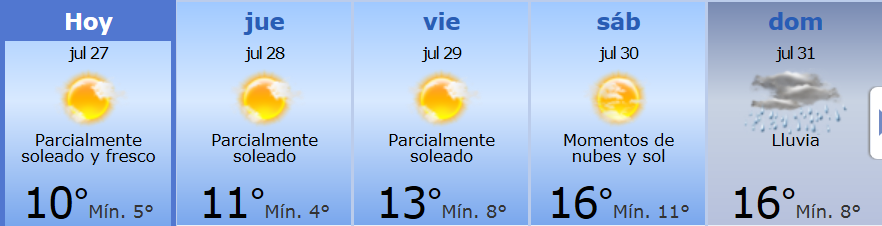 Hoy
jul 27
Parcialmente
soleado y fresco
10° Mín. 5°
jue
jul 28
Parcialmente
soleado
11° Mín. 4°
vie
jul 29
Parcialmente
soleado
13° Mín. 8°
sáb
jul 30
Momentos de
nubes y sol
16° Mín. 11°
dom
jul 31
Lluvia
16° Mín. 8°